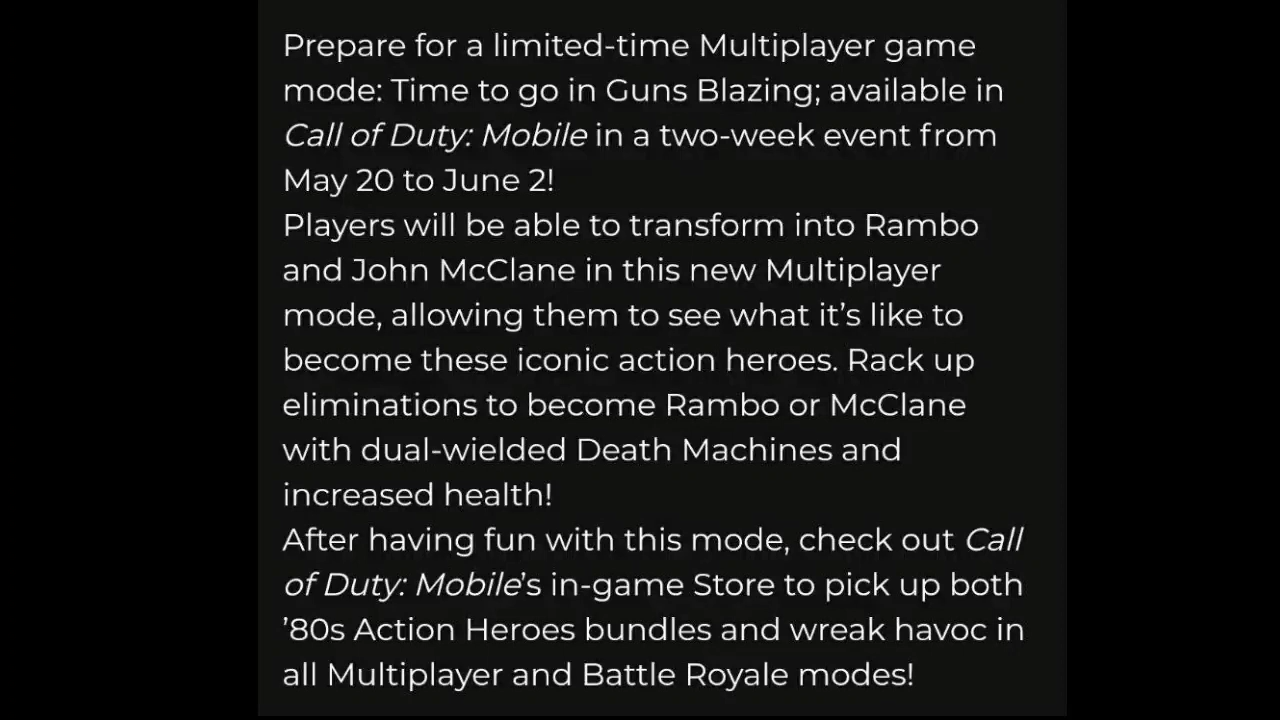 Prepare for a limited-time Multiplayer game
mode: Time to go in Guns Blazing; available in
Call of Duty: Mobile in a two-week event from
May 20 to June 2!
Players will be able to transform into Rambo
and John McClane in this new Multiplayer
mode, allowing them to see what it’s like to
become these iconic action heroes. Rack up
eliminations to become Rambo or McClane
with dual-wielded Death Machines and
increased health!
After having fun with this mode, check out Call
of Duty: Mobile’s in-game Store to pick up both
’80s Action Heroes bundles and wreak havoc in
all Multiplayer and Battle Royale modes!